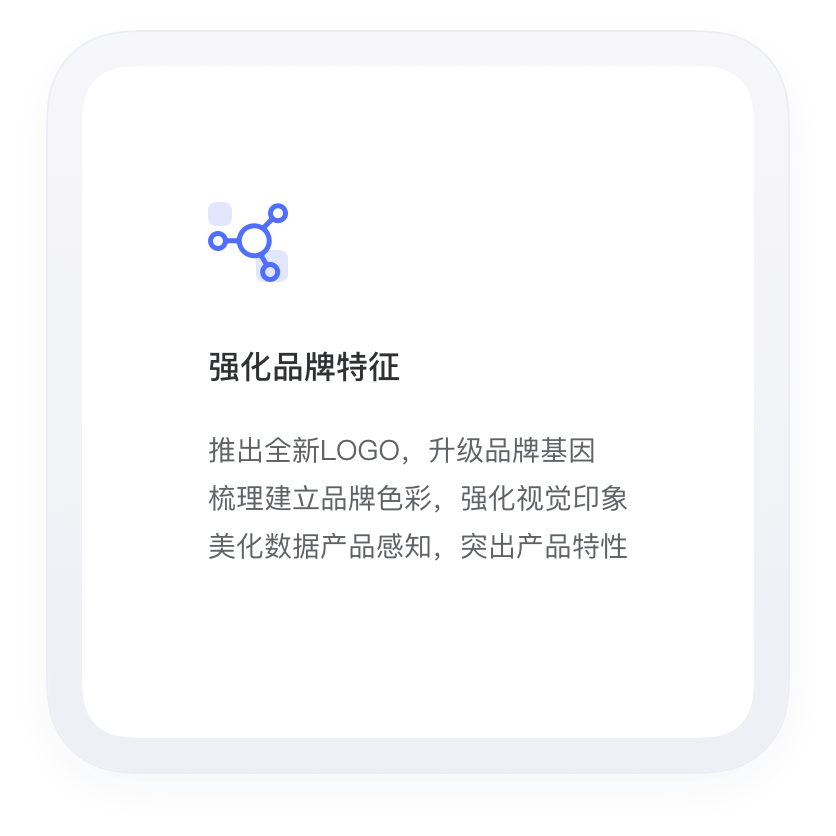 强化品牌特征
推出全新LOGO，升级品牌基因
梳理建立品牌色彩，强化视觉印象
美化数据产品感知，突出产品特性